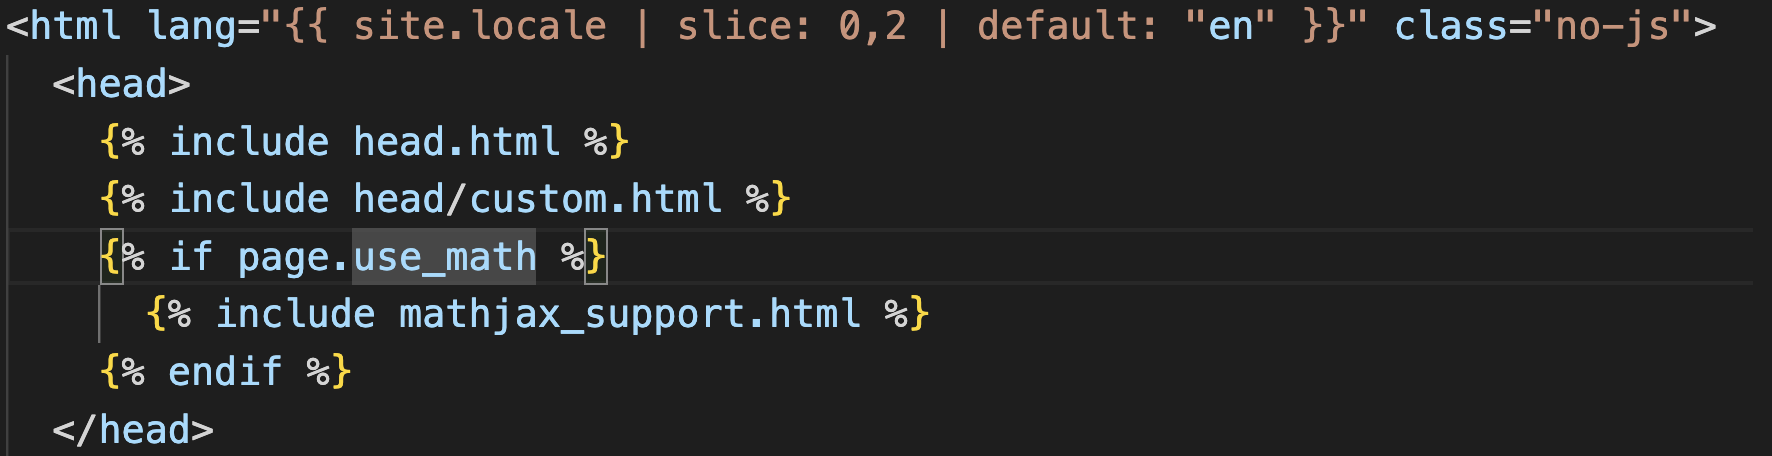 <html lang="{{ site.locale | slice: 0,2 | default: "en" }}" class="no-js">
<head>
{% include head.html %}
{% include head/custom.html %}
{% if page.use_math %}
{% include mathjax_support.html %}
{% endif %}
</head>